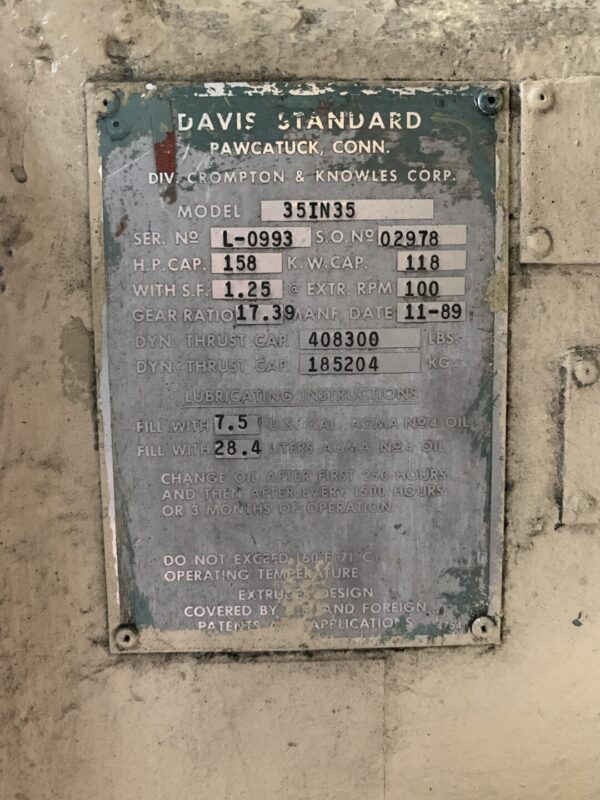 DAVIS STANDARD
PAWCATUCK, CONN.
DIV. CROMPTON & KNOWLES CORP.
MODEL 35IN35
SER. Nº L-0993 S.O.Nº 02978
H.P.CAP. 158 K.W.CAP. 118
WITH S.F. 1.25 @ EXTR. RPM 100
GEAR RATIO 17.39 MANF. DATE 11-89
DYN. THRUST CAP. 408300 LBS.
DYN. THRUST CAP. 185204 KG.
LUBRICATING INSTRUCTIONS
FILL WITH 7.5 U.S. GAL. AGMA Nº4 OIL
FILL WITH 28.4 LITERS AGMA Nº4 OIL
CHANGE OIL AFTER FIRST 250 HOURS
AND THEN AFTER EVERY 1500 HOURS
OR 3 MONTHS OF OPERATION
DO NOT EXCEED 160°F (71°C)
OPERATING TEMPERATURE
EXTRUDER DESIGN
COVERED BY U.S. AND FOREIGN
PATENTS AND APPLICATIONS